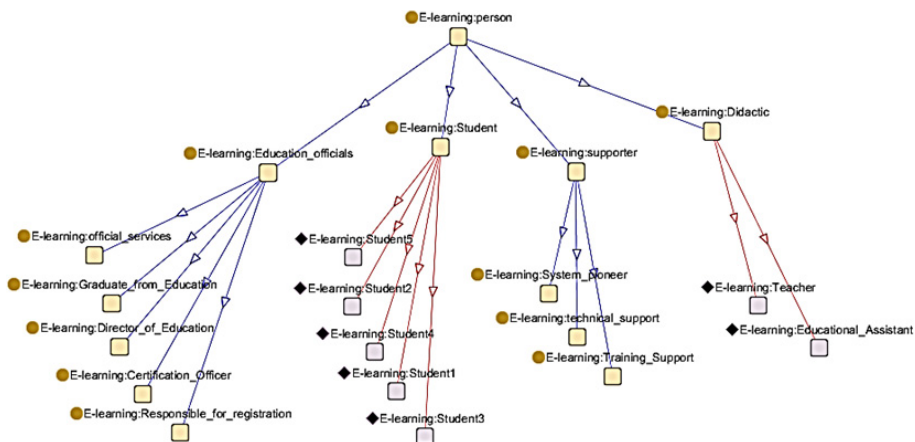 E-learning:person
E-learning:Didactic
E-learning:Student
E-learning:Education_officials
E-learning:supporter
E-learning:official_services
E-learning:Student5
E-learning:System_pioneer
E-learning:Graduate_from_Education
E-learning:Student2
E-learning:Teacher
E-learning:technical_support
E-learning:Director_of_Education
E-learning:Student4
E-learning:Educational_Assistant
E-learning:Training_Support
E-learning:Certification_Officer
E-learning:Student1
E-learning:Responsible_for_registration
E-learning:Student3